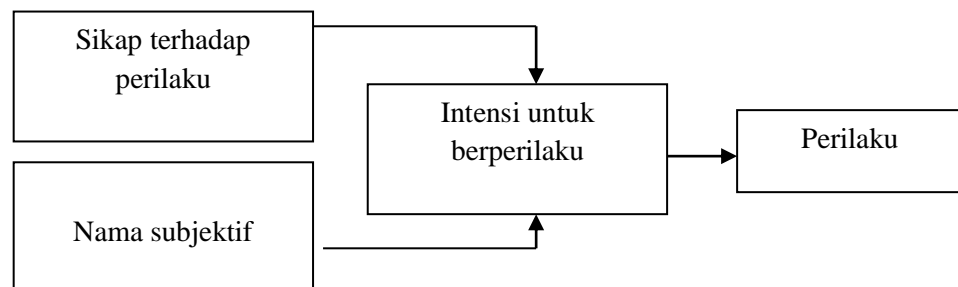 Sikap terhadap
perilaku
Intensi untuk
berperilaku
Perilaku
Nama subjektif